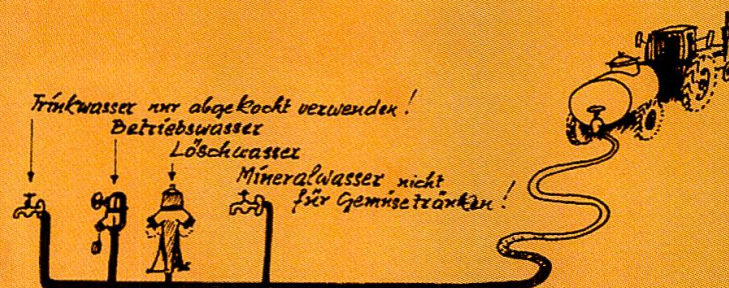 Trinkwasser nur abgekocht verwenden!
Betriebswasser
Löschwasser
Mineralwasser nicht
für Gemüsetränken!